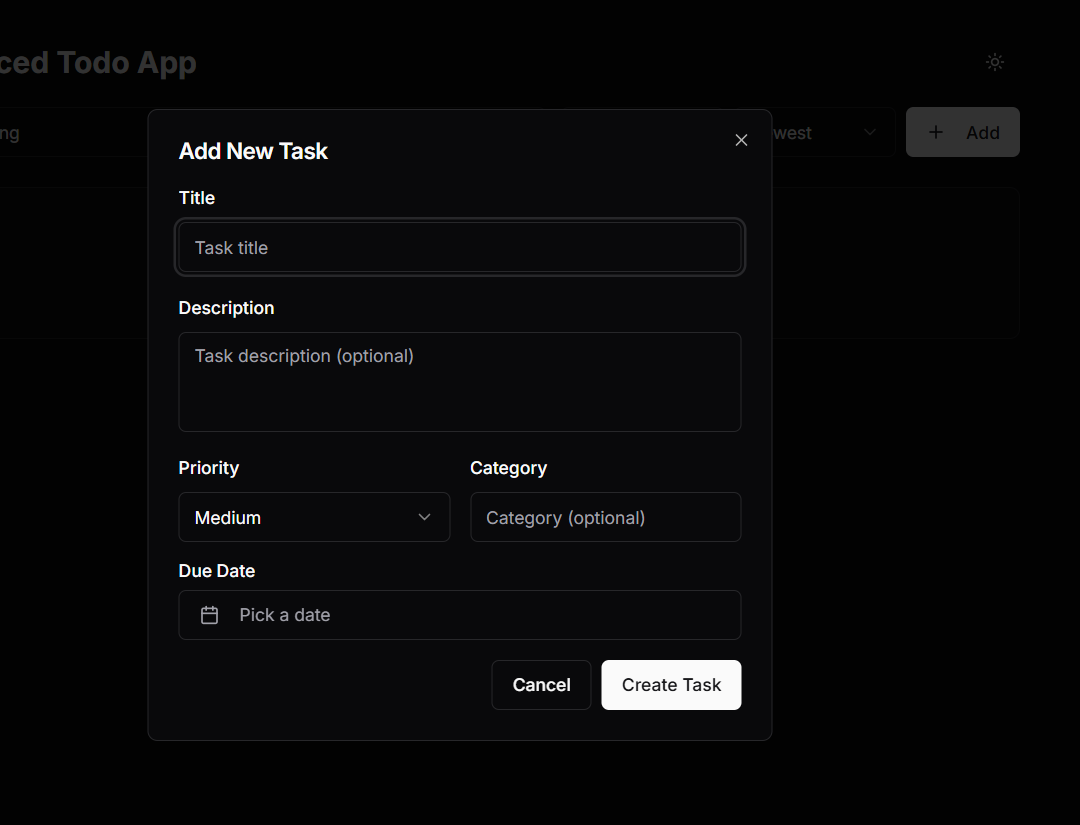 ced Todo App
ng
west
Add
Add New Task
Title
Task title
Description
Task description (optional)
Priority
Category
Medium
Category (optional)
Due Date
Pick a date
Cancel
Create Task